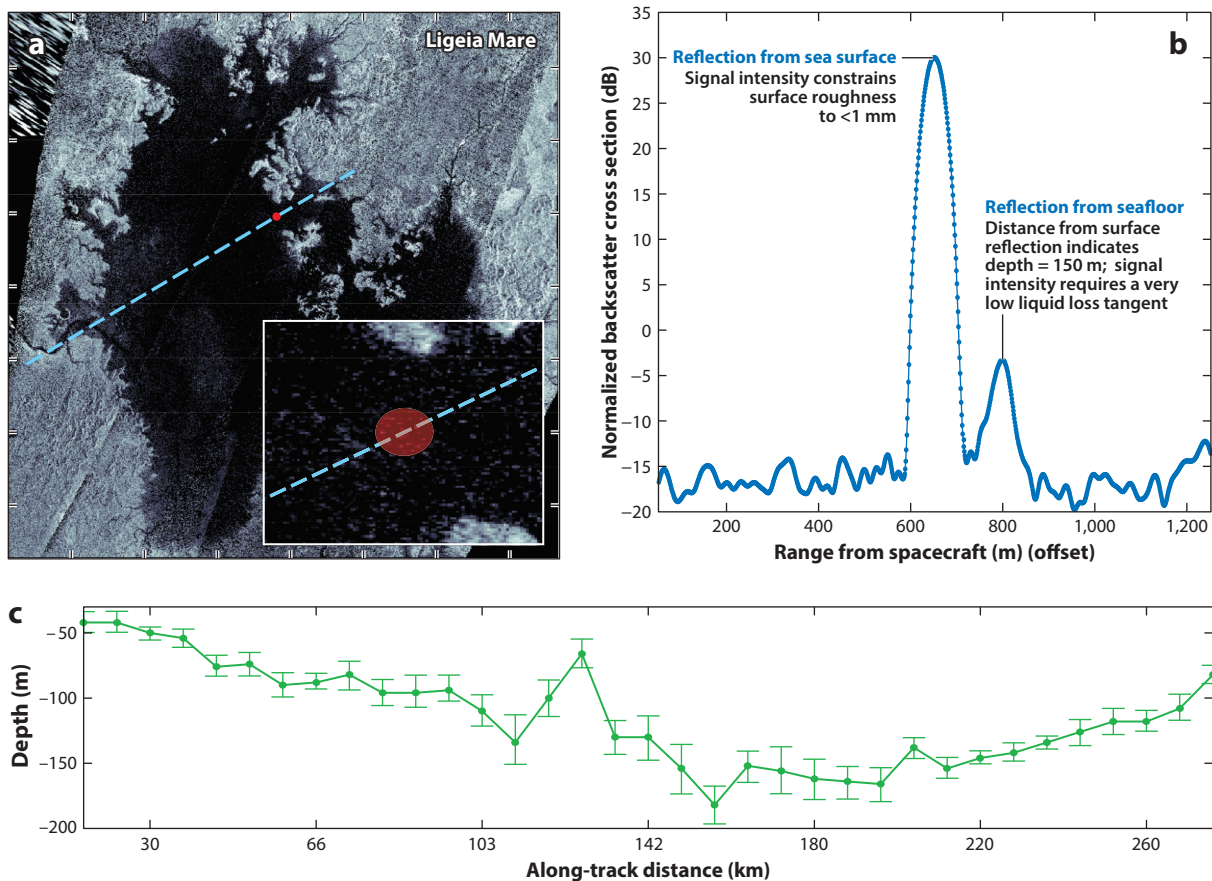 a
Ligeia Mare
b
Normalized backscatter cross section (dB)
35
30
25
20
15
10
5
0
−5
−10
−15
−20
Reflection from sea surface
Signal intensity constrains
surface roughness
to <1 mm
Reflection from seafloor
Distance from surface
reflection indicates
depth = 150 m; signal
intensity requires a very
low liquid loss tangent
200
400
600
800
1,000
1,200
Range from spacecraft (m) (offset)
c
Depth (m)
−50
−100
−150
−200
30
66
103
142
180
220
260
Along-track distance (km)